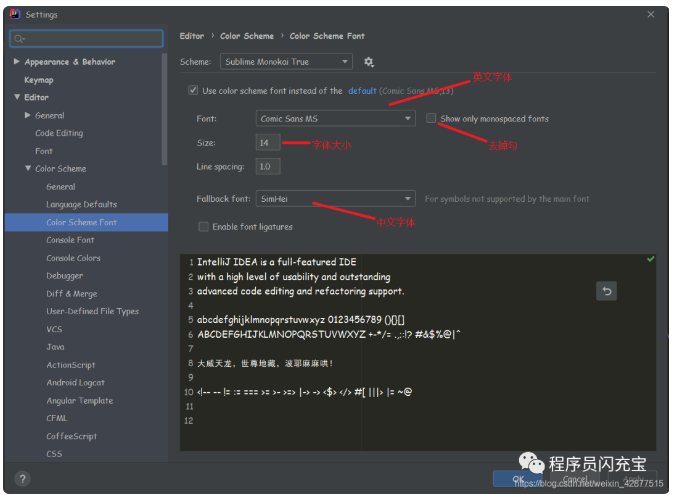 Settings
Appearance & Behavior
Keymap
Editor
General
Code Editing
Font
Color Scheme
General
Language Defaults
Color Scheme Font
Console Font
Console Colors
Debugger
Diff & Merge
User-Defined File Types
VCS
Java
ActionScript
Android Logcat
Angular Template
CFML
CoffeeScript
CSS
?
Editor › Color Scheme › Color Scheme Font
Scheme: Sublime Monokai True
Use color scheme font instead of the default (Comic Sans MS,13)
英文字体
Font: Comic Sans MS Show only monospaced fonts
Size: 14 字体大小 去掉勾
Line spacing: 1.0
Fallback font: SimHei For symbols not supported by the main font
中文字体
Enable font ligatures
1 IntelliJ IDEA is a full-featured IDE
2 with a high level of usability and outstanding
3 advanced code editing and refactoring support.
4
5 abcdefghijklmnopqrstuvwxyz 0123456789 (){}[]
6 ABCDEFGHIJKLMNOPQRSTUVWXYZ +-*/= .,;:!? #&$%@|^
7
8 大威天龙，世尊地藏，波耶麻麻哄！
9
10 <!-- -- != := === >= >- >=> |-> -> <$> </> #[ |||> |= ~@
11
12
程序员闪充宝
OK Cancel Apply
https://blog.csdn.net/weixin_42877515